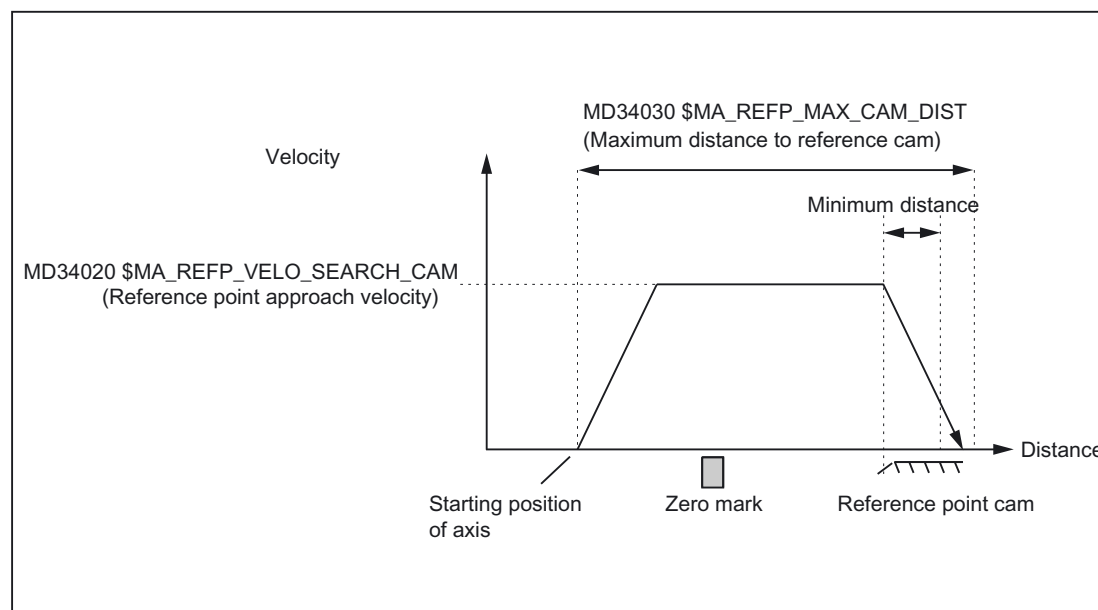 MD34030 $MA_REFP_MAX_CAM_DIST
(Maximum distance to reference cam)
Velocity
Minimum distance
MD34020 $MA_REFP_VELO_SEARCH_CAM
(Reference point approach velocity)
Distance
Starting position
of axis
Zero mark
Reference point cam